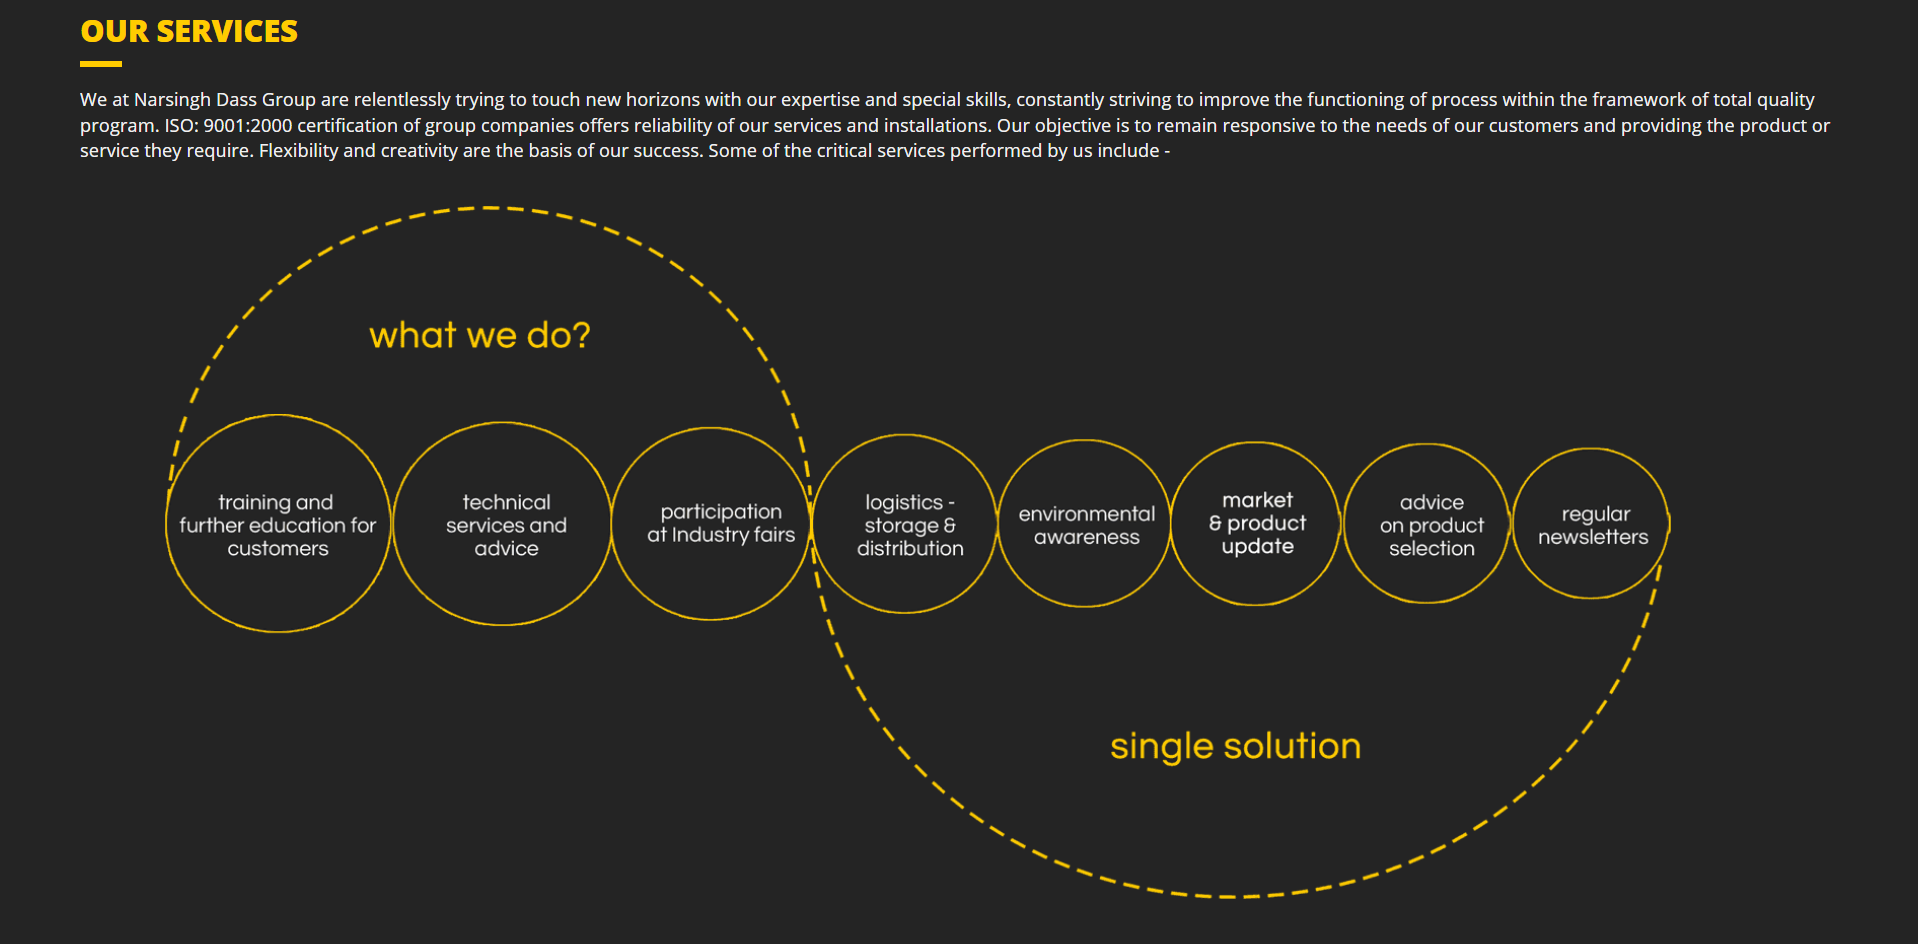 OUR SERVICES
We at Narsingh Dass Group are relentlessly trying to touch new horizons with our expertise and special skills, constantly striving to improve the functioning of process within the framework of total quality
program. ISO: 9001:2000 certification of group companies offers reliability of our services and installations. Our objective is to remain responsive to the needs of our customers and providing the product or
service they require. Flexibility and creativity are the basis of our success. Some of the critical services performed by us include -
what we do?
training and
further education for
customers
technical
services and
advice
participation
at Industry fairs
logistics -
storage &
distribution
environmental
awareness
market
& product
update
advice
on product
selection
regular
newsletters
single solution